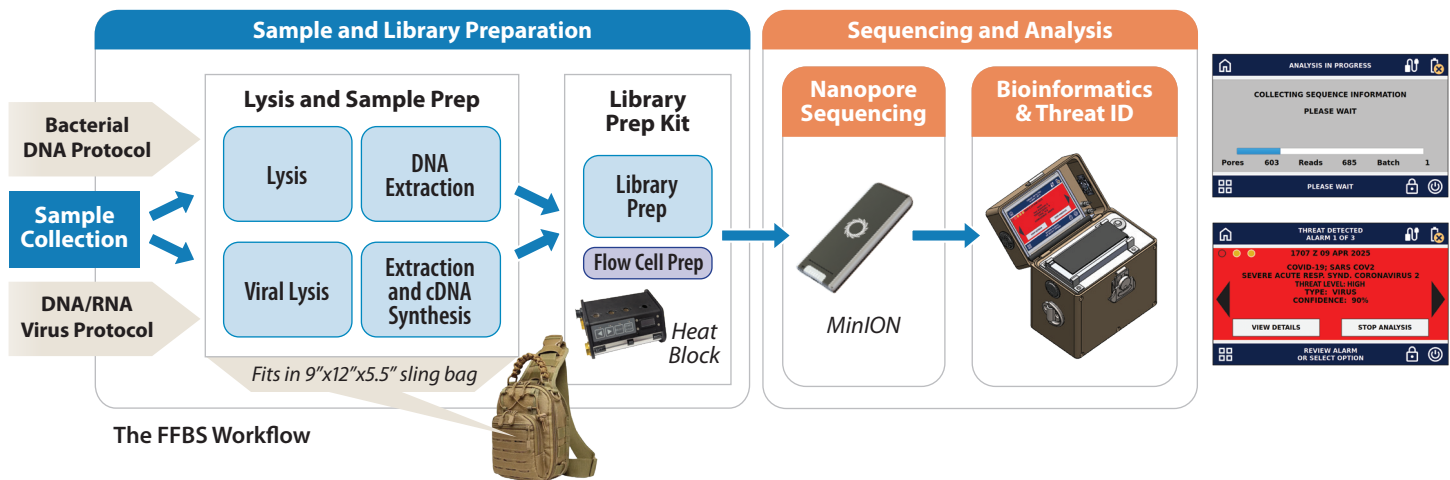 Sample and Library Preparation
Sequencing and Analysis
Bacterial
DNA Protocol
Sample
Collection
DNA/RNA
Virus Protocol
Lysis and Sample Prep
Lysis
DNA
Extraction
Viral Lysis
Extraction
and cDNA
Synthesis
Fits in 9”x12”x5.5” sling bag
Library
Prep Kit
Library
Prep
Flow Cell Prep
Heat
Block
Nanopore
Sequencing
MinION
Bioinformatics
& Threat ID
The FFBS Workflow
ANALYSIS IN PROGRESS
COLLECTING SEQUENCE INFORMATION
PLEASE WAIT
Pores 603 Reads 685 Batch 1
PLEASE WAIT
THREAT DETECTED
ALARM 1 OF 3
1707 Z 09 APR 2025
COVID-19; SARS COV2
SEVERE ACUTE RESP. SYND. CORONAVIRUS 2
THREAT LEVEL: HIGH
TYPE: VIRUS
CONFIDENCE: 90%
VIEW DETAILS STOP ANALYSIS
REVIEW ALARM
OR SELECT OPTION